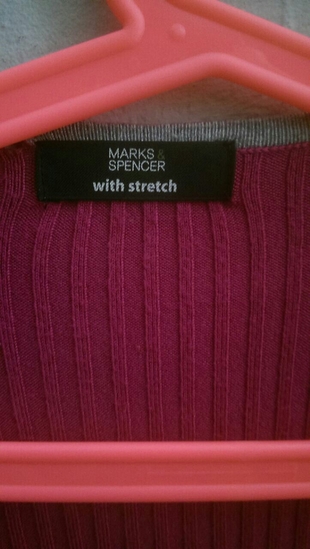 MARKS &
SPENCER
with stretch